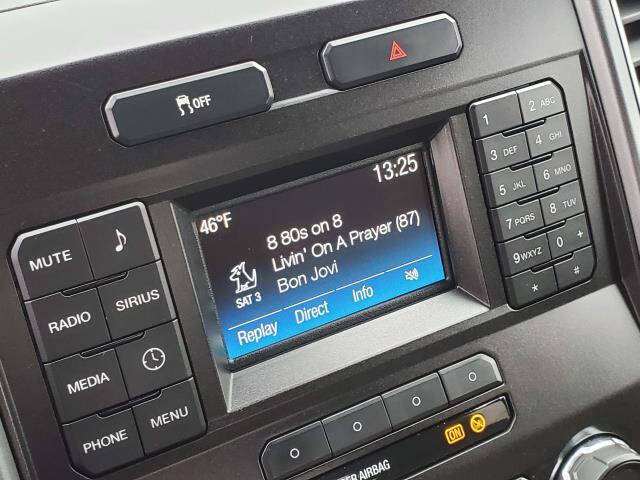 OFF
13:25
46°F
8 80s on 8
Livin' On A Prayer (87)
Bon Jovi
SAT 3
Replay Direct Info
MUTE
RADIO SIRIUS
MEDIA
PHONE MENU
1 2 ABC
3 DEF 4 GHI
5 JKL 6 MNO
7 PQRS 8 TUV
9 WXYZ 0 +
* #
AIRBAG ON